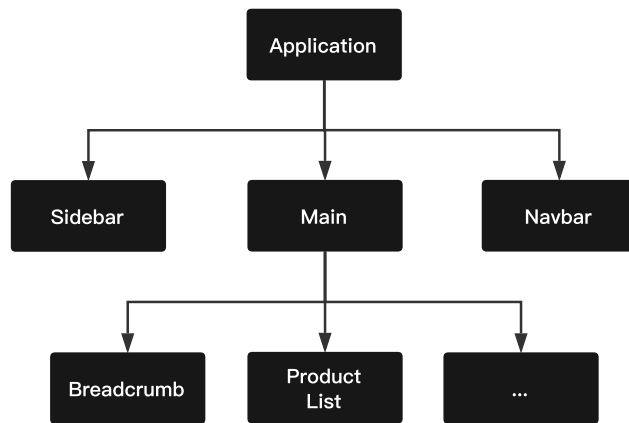 Application
Sidebar
Main
Navbar
Breadcrumb
Product
List
...